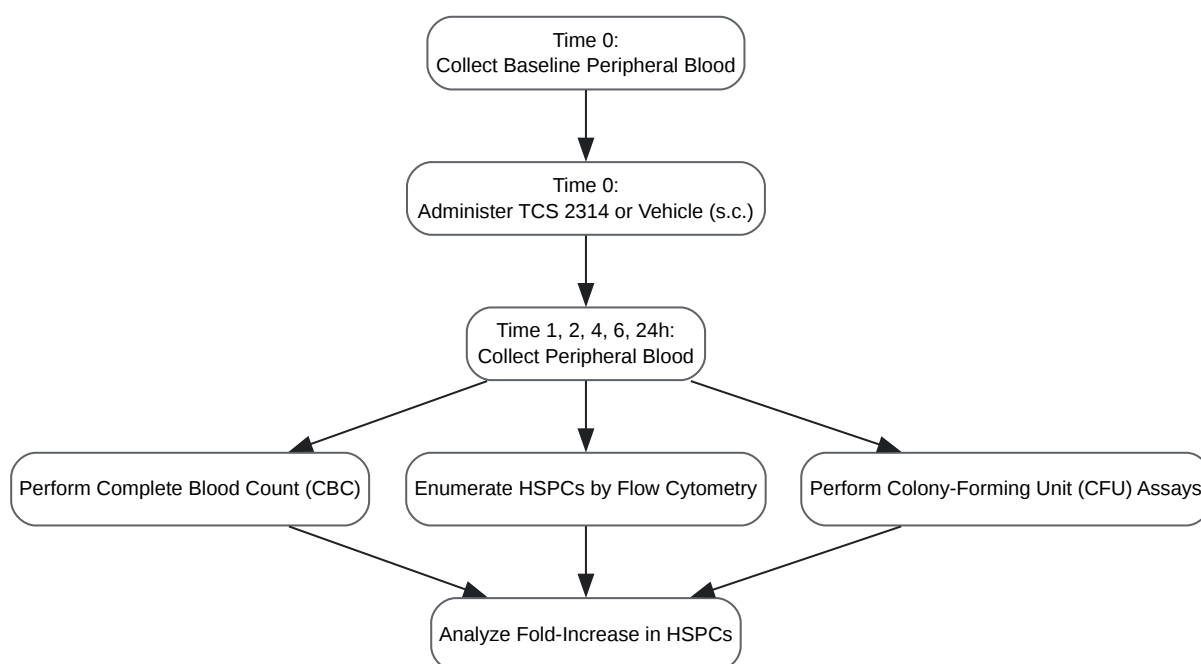 Time 0:
Collect Baseline Peripheral Blood
Time 0:
Administer TCS 2314 or Vehicle (s.c.)
Time 1, 2, 4, 6, 24h:
Collect Peripheral Blood
Perform Complete Blood Count (CBC)
Enumerate HSPCs by Flow Cytometry
Perform Colony-Forming Unit (CFU) Assays
Analyze Fold-Increase in HSPCs